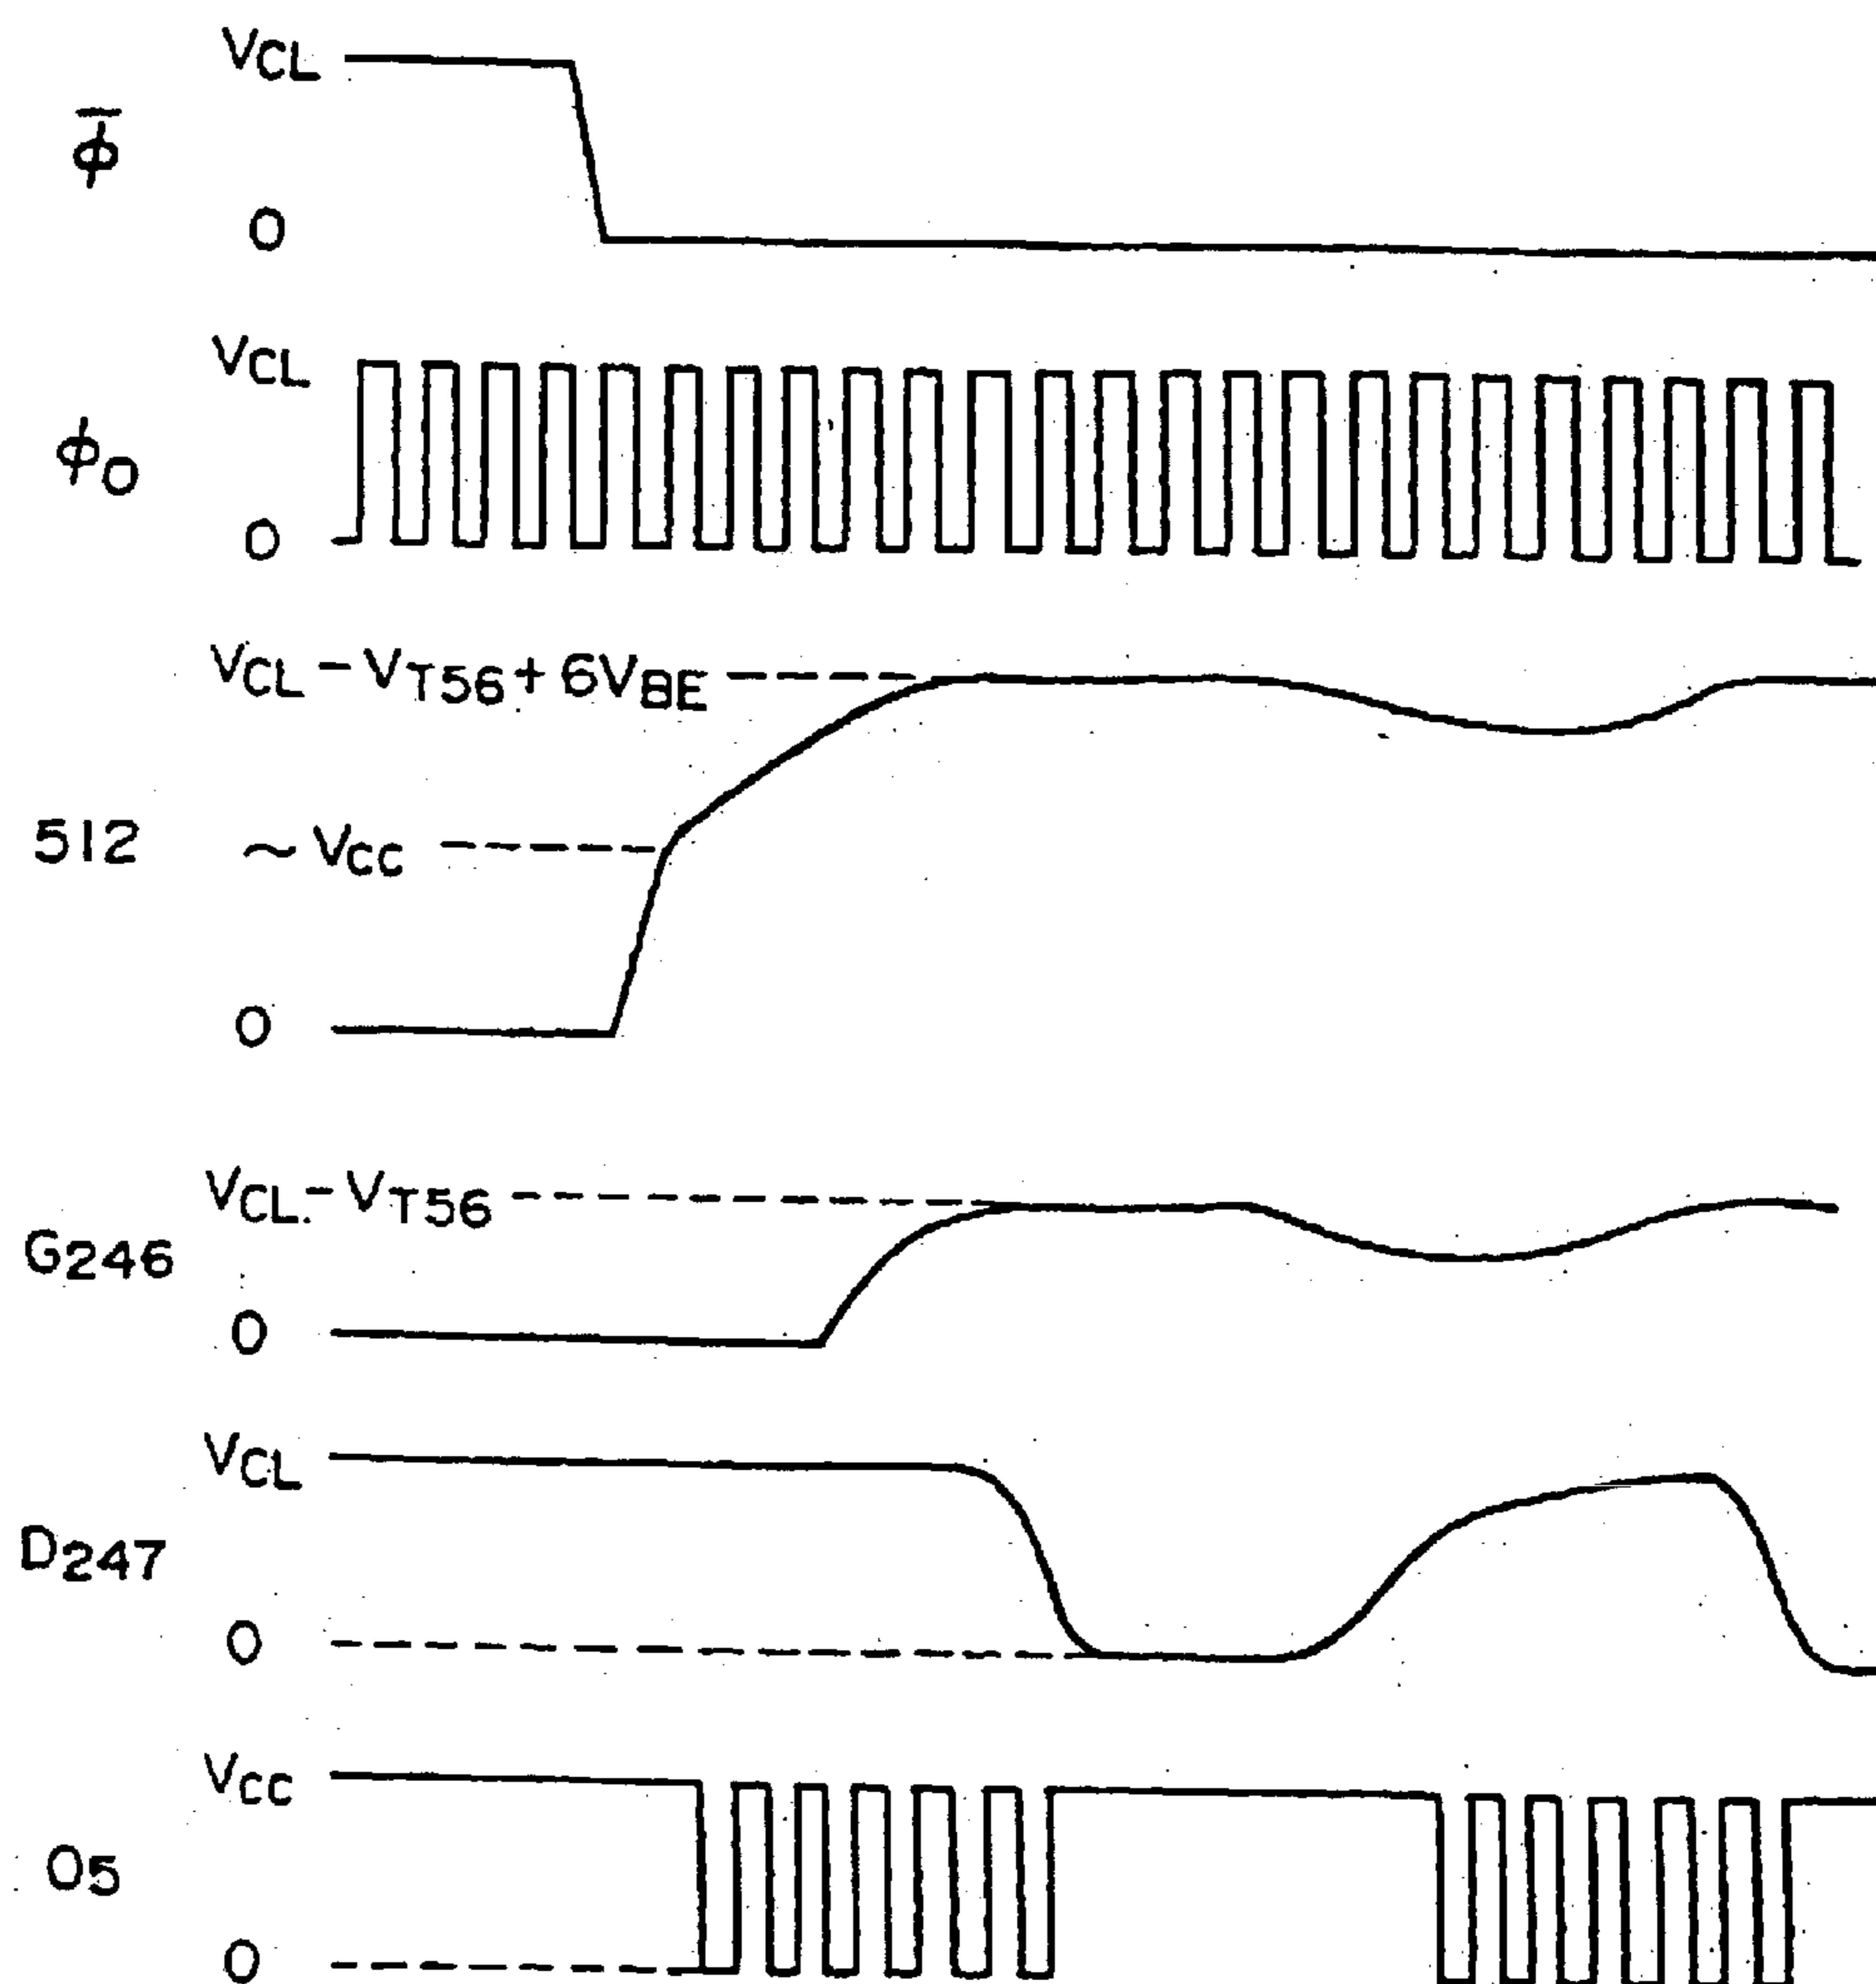 VCL
ϕ̅
0
VCL
ϕ0
0
VCL – VT56 + 6VBE
512
~ VCC
0
VCL – VT56
G246
0
VCL
D247
0
VCC
O5
0